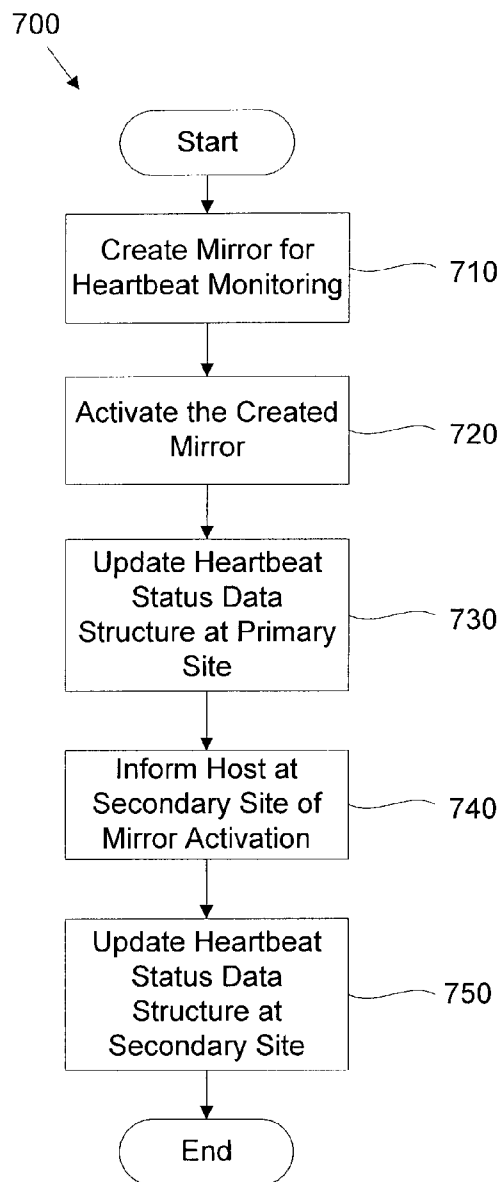 700
Start
Create Mirror for
Heartbeat Monitoring
710
Activate the Created
Mirror
720
Update Heartbeat
Status Data
Structure at Primary
Site
730
Inform Host at
Secondary Site of
Mirror Activation
740
Update Heartbeat
Status Data
Structure at
Secondary Site
750
End